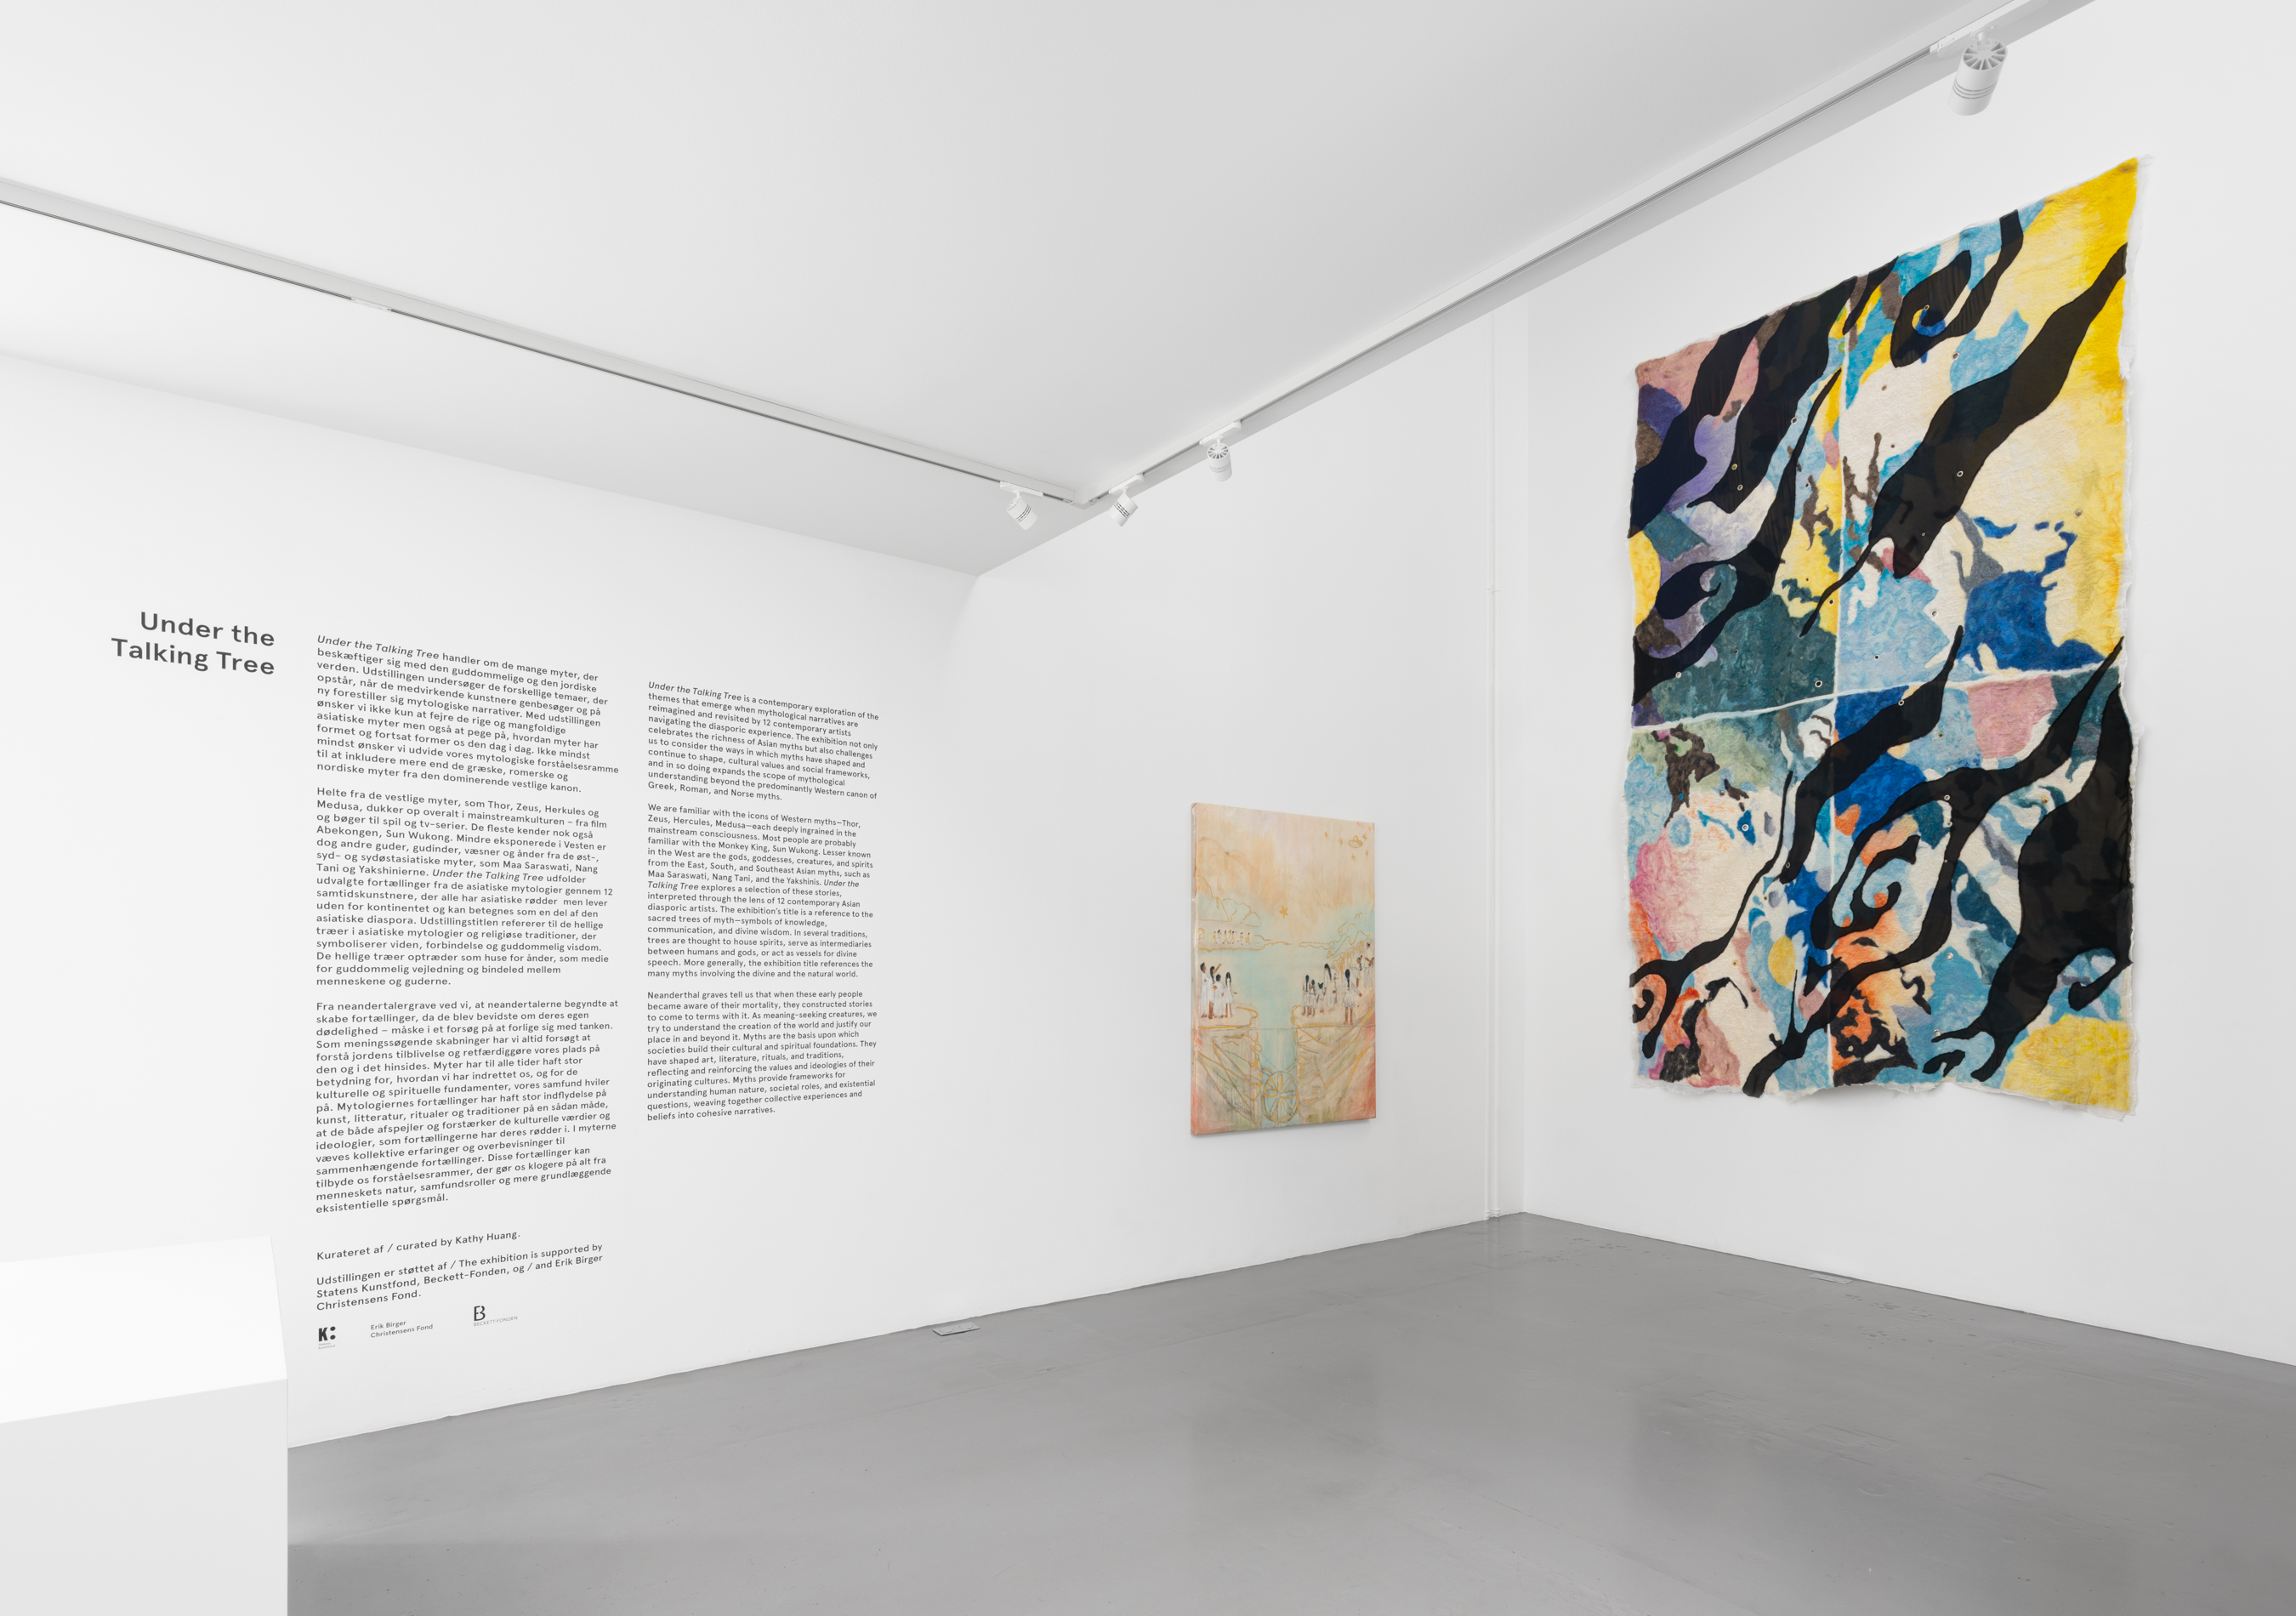 Under the
Talking Tree
Under the Talking Tree handler om de mange myter, der
beskæftiger sig med den guddommelige og den jordiske
verden. Udstillingen undersøger de forskellige temaer, der
opstår, når de medvirkende kunstnere genbesøger og på
ny forestiller sig mytologiske narrativer. Med udstillingen
ønsker vi ikke kun at fejre de rige og mangfoldige
asiatiske myter men også at pege på, hvordan myter har
formet og fortsat former os den dag i dag. Ikke mindst
ønsker vi udvide vores mytologiske forståelsesramme
til at inkludere mere end de græske, romerske og
nordiske myter fra den dominerende vestlige kanon.
Helte fra de vestlige myter, som Thor, Zeus, Herkules og
Medusa, dukker op overalt i mainstreamkulturen – fra film
og bøger til spil og tv-serier. De fleste kender nok også
Abekongen, Sun Wukong. Mindre eksponerede i Vesten er
dog andre guder, gudinder, væsner og ånder fra de øst-,
syd- og sydøstasiatiske myter, som Maa Saraswati, Nang
Tani og Yakshinierne. Under the Talking Tree udfolder
udvalgte fortællinger fra de asiatiske mytologier gennem 12
samtidskunstnere, der alle har asiatiske rødder men lever
uden for kontinentet og kan betegnes som en del af den
asiatiske diaspora. Udstillingstitlen refererer til de hellige
træer i asiatiske mytologier og religiøse traditioner, der
symboliserer viden, forbindelse og guddommelig visdom.
De hellige træer optræder som huse for ånder, som medie
for guddommelig vejledning og bindeled mellem
menneskene og guderne.
Fra neandertalergrave ved vi, at neandertalerne begyndte at
skabe fortællinger, da de blev bevidste om deres egen
dødelighed – måske i et forsøg på at forlige sig med tanken.
Som meningssøgende skabninger har vi altid forsøgt at
forstå jordens tilblivelse og retfærdiggøre vores plads på
den og i det hinsides. Myter har til alle tider haft stor
betydning for, hvordan vi har indrettet os, og for de
kulturelle og spirituelle fundamenter, vores samfund hviler
på. Mytologiernes fortællinger har haft stor indflydelse på
kunst, litteratur, ritualer og traditioner på en sådan måde,
at de både afspejler og forstærker de kulturelle værdier og
ideologier, som fortællingerne har deres rødder i. I myterne
væves kollektive erfaringer og overbevisninger til
sammenhængende fortællinger. Disse fortællinger kan
tilbyde os forståelsesrammer, der gør os klogere på alt fra
menneskets natur, samfundsroller og mere grundlæggende
eksistentielle spørgsmål.
Kurateret af / curated by Kathy Huang.
Udstillingen er støttet af / The exhibition is supported by
Statens Kunstfond, Beckett-Fonden, og / and Erik Birger
Christensens Fond.
K:
Erik Birger
Christensens Fond
B
BECKETT-FONDEN
Under the Talking Tree is a contemporary exploration of the
themes that emerge when mythological narratives are
reimagined and revisited by 12 contemporary artists
navigating the diasporic experience. The exhibition not only
celebrates the richness of Asian myths but also challenges
us to consider the ways in which myths have shaped and
continue to shape, cultural values and social frameworks,
and in so doing expands the scope of mythological
understanding beyond the predominantly Western canon of
Greek, Roman, and Norse myths.
We are familiar with the icons of Western myths—Thor,
Zeus, Hercules, Medusa—each deeply ingrained in the
mainstream consciousness. Most people are probably
familiar with the Monkey King, Sun Wukong. Lesser known
in the West are the gods, goddesses, creatures, and spirits
from the East, South, and Southeast Asian myths, such as
Maa Saraswati, Nang Tani, and the Yakshinis. Under the
Talking Tree explores a selection of these stories,
interpreted through the lens of 12 contemporary Asian
diasporic artists. The exhibition's title is a reference to the
sacred trees of myth—symbols of knowledge,
communication, and divine wisdom. In several traditions,
trees are thought to house spirits, serve as intermediaries
between humans and gods, or act as vessels for divine
speech. More generally, the exhibition title references the
many myths involving the divine and the natural world.
Neanderthal graves tell us that when these early people
became aware of their mortality, they constructed stories
to come to terms with it. As meaning-seeking creatures, we
try to understand the creation of the world and justify our
place in and beyond it. Myths are the basis upon which
societies build their cultural and spiritual foundations. They
have shaped art, literature, rituals, and traditions,
reflecting and reinforcing the values and ideologies of their
originating cultures. Myths provide frameworks for
understanding human nature, societal roles, and existential
questions, weaving together collective experiences and
beliefs into cohesive narratives.